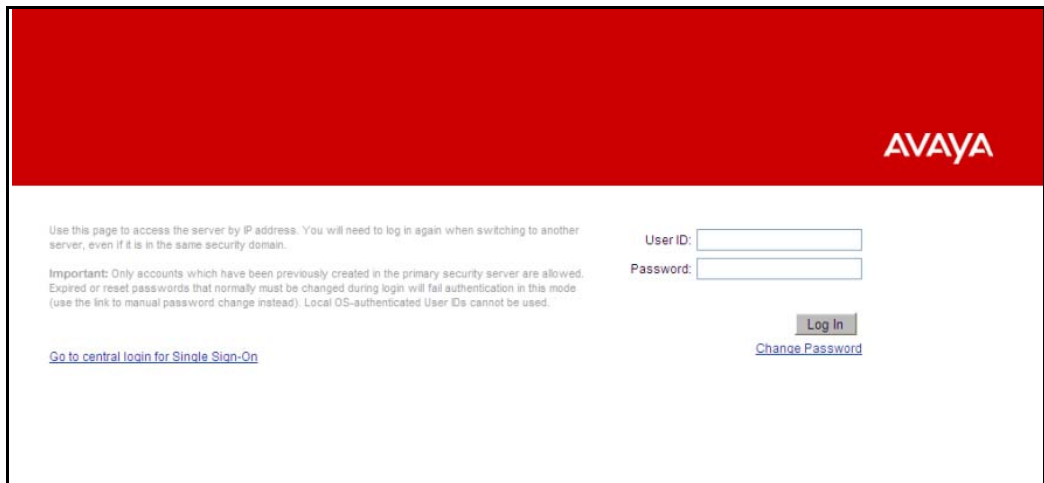 AVAYA
Use this page to access the server by IP address. You will need to log in again when switching to another
server, even if it is in the same security domain.
Important: Only accounts which have been previously created in the primary security server are allowed.
Expired or reset passwords that normally must be changed during login will fail authentication in this mode
(use the link to manual password change instead). Local OS-authenticated User IDs cannot be used.
Go to central login for Single Sign-On
User ID:
Password:
Log In
Change Password